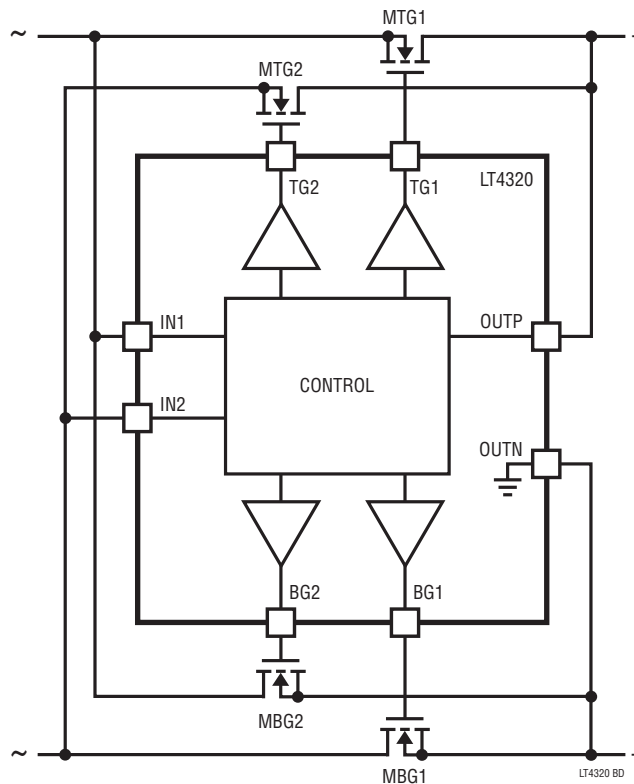 ~ MTG1
MTG2
LT4320
TG2 TG1
IN1 OUTP
CONTROL
IN2
OUTN
BG2 BG1
MBG2
~
MBG1
LT4320 BD